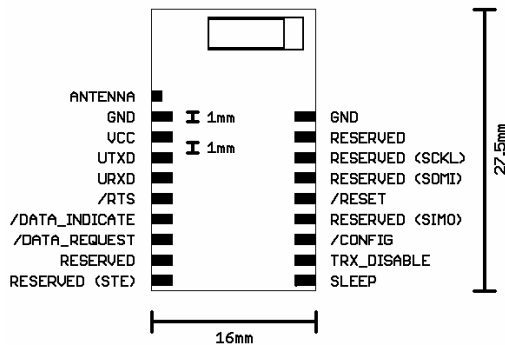 ANTENNA
GND
1mm
GND
VCC
RESERVED
1mm
UTXD
RESERVED (SCKL)
URXD
RESERVED (SOMI)
/RTS
/RESET
/DATA_INDICATE
RESERVED (SIMO)
/DATA_REQUEST
/CONFIG
RESERVED
TRX_DISABLE
RESERVED (STE)
SLEEP
27.5mm
16mm